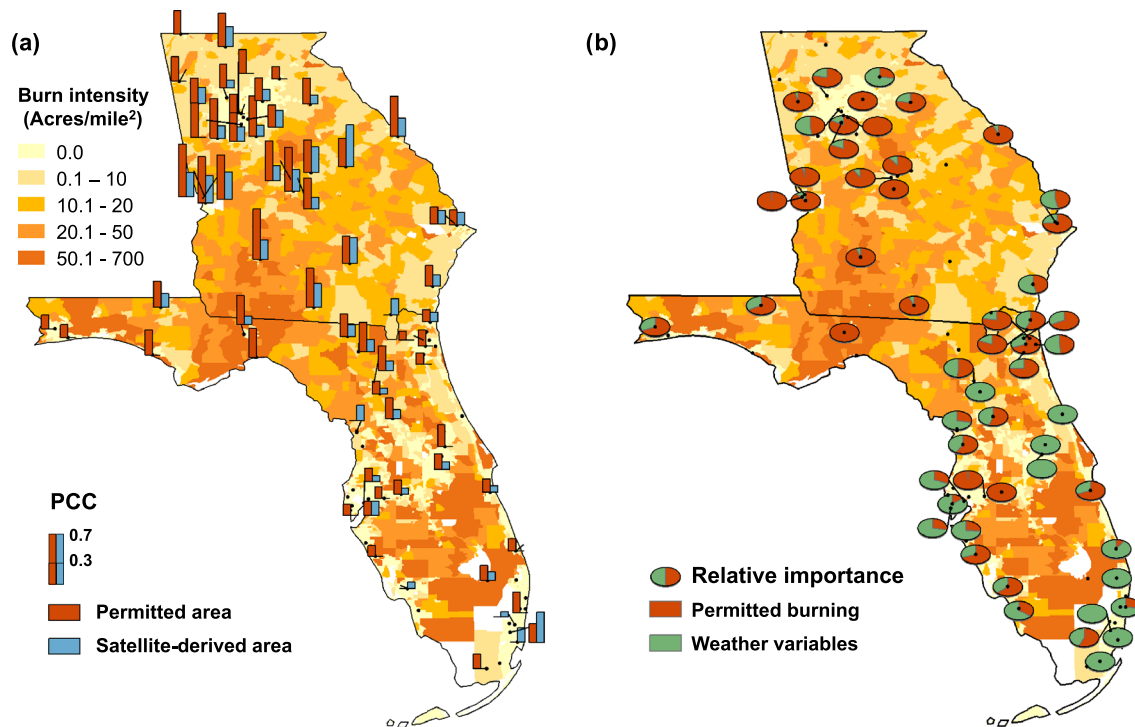 (a)
Burn intensity
(Acres/mile²)
0.0
0.1 – 10
10.1 - 20
20.1 - 50
50.1 - 700
PCC
0.7
0.3
Permitted area
Satellite-derived area
(b)
Relative importance
Permitted burning
Weather variables